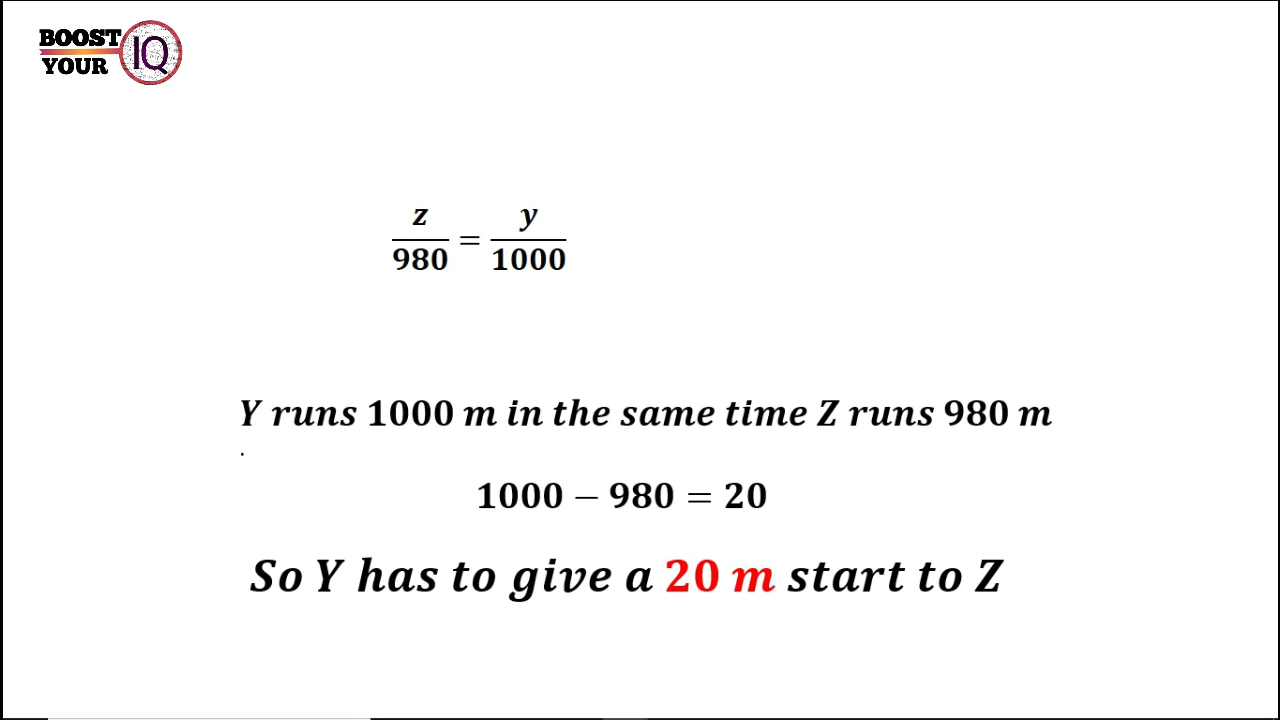 BOOST
YOUR IQ
z/980 = y/1000
Y runs 1000 m in the same time Z runs 980 m
.
1000 − 980 = 20
So Y has to give a 20 m start to Z